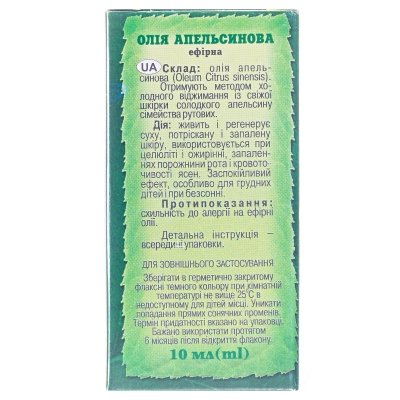 ОЛІЯ АПЕЛЬСИНОВА
ефірна
UA Склад: олія апель-
синова (Oleum Citrus sinensis).
Отримують методом хо-
лодного віджимання із свіжої
шкірки солодкого апельсину
сімейства рутових.
Дія: живить і регенерує
суху, потріскану і запалену
шкіру, використовується при
целюліті і ожирінні, запален-
нях порожнини рота і кровото-
чивості ясен. Заспокійливий
ефект, особливо для грудних
дітей і при безсонні.
Протипоказання:
схильність до алергії на ефірні
олії.
Детальна інструкція –
всередині упаковки.
ДЛЯ ЗОВНІШНЬОГО ЗАСТОСУВАННЯ
Зберігати в герметично закритому
флаксні темного кольору при кімнатній
температурі не вище 25°С в
недоступному для дітей місці. Уникати
попадання прямих сонячних променів.
Термін придатності вказано на упаковці.
Бажано використати протягом
6 місяців після відкриття флакону.
10 мл(ml)